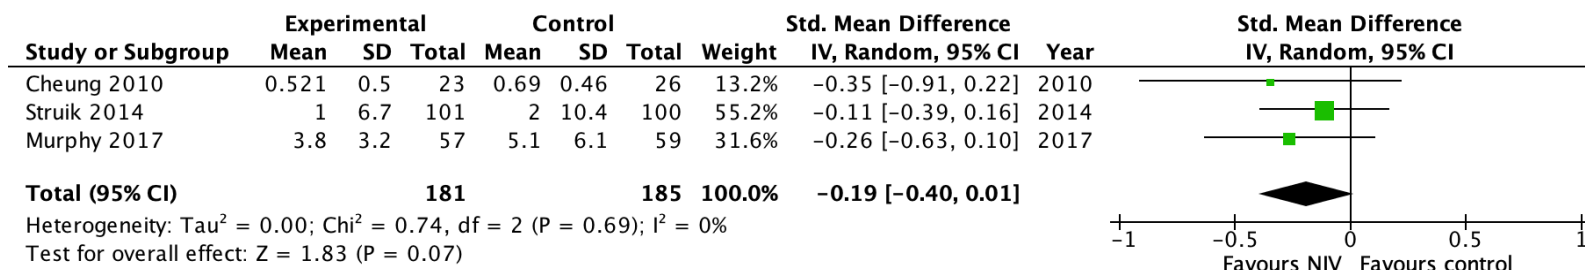 Experimental Control Std. Mean Difference Std. Mean Difference
Study or Subgroup Mean SD Total Mean SD Total Weight IV, Random, 95% CI Year IV, Random, 95% CI
Cheung 2010 0.521 0.5 23 0.69 0.46 26 13.2% −0.35 [−0.91, 0.22] 2010
Struik 2014 1 6.7 101 2 10.4 100 55.2% −0.11 [−0.39, 0.16] 2014
Murphy 2017 3.8 3.2 57 5.1 6.1 59 31.6% −0.26 [−0.63, 0.10] 2017
Total (95% CI) 181 185 100.0% −0.19 [−0.40, 0.01]
Heterogeneity: Tau² = 0.00; Chi² = 0.74, df = 2 (P = 0.69); I² = 0%
Test for overall effect: Z = 1.83 (P = 0.07)
−1 −0.5 0 0.5 1
Favours NIV Favours control